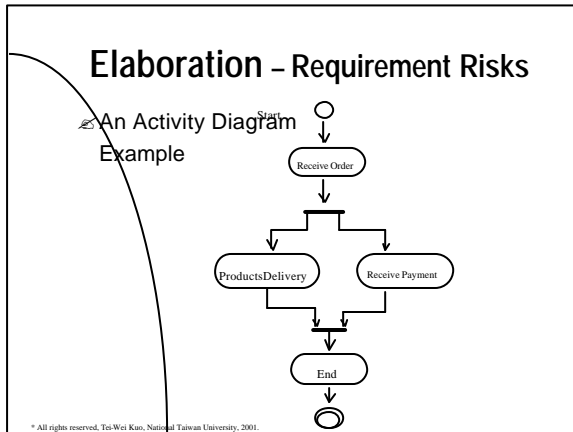 Elaboration – Requirement Risks
An Activity Diagram
Example
Start
Receive Order
ProductsDelivery
Receive Payment
End
* All rights reserved, Tei-Wei Kuo, National Taiwan University, 2001.